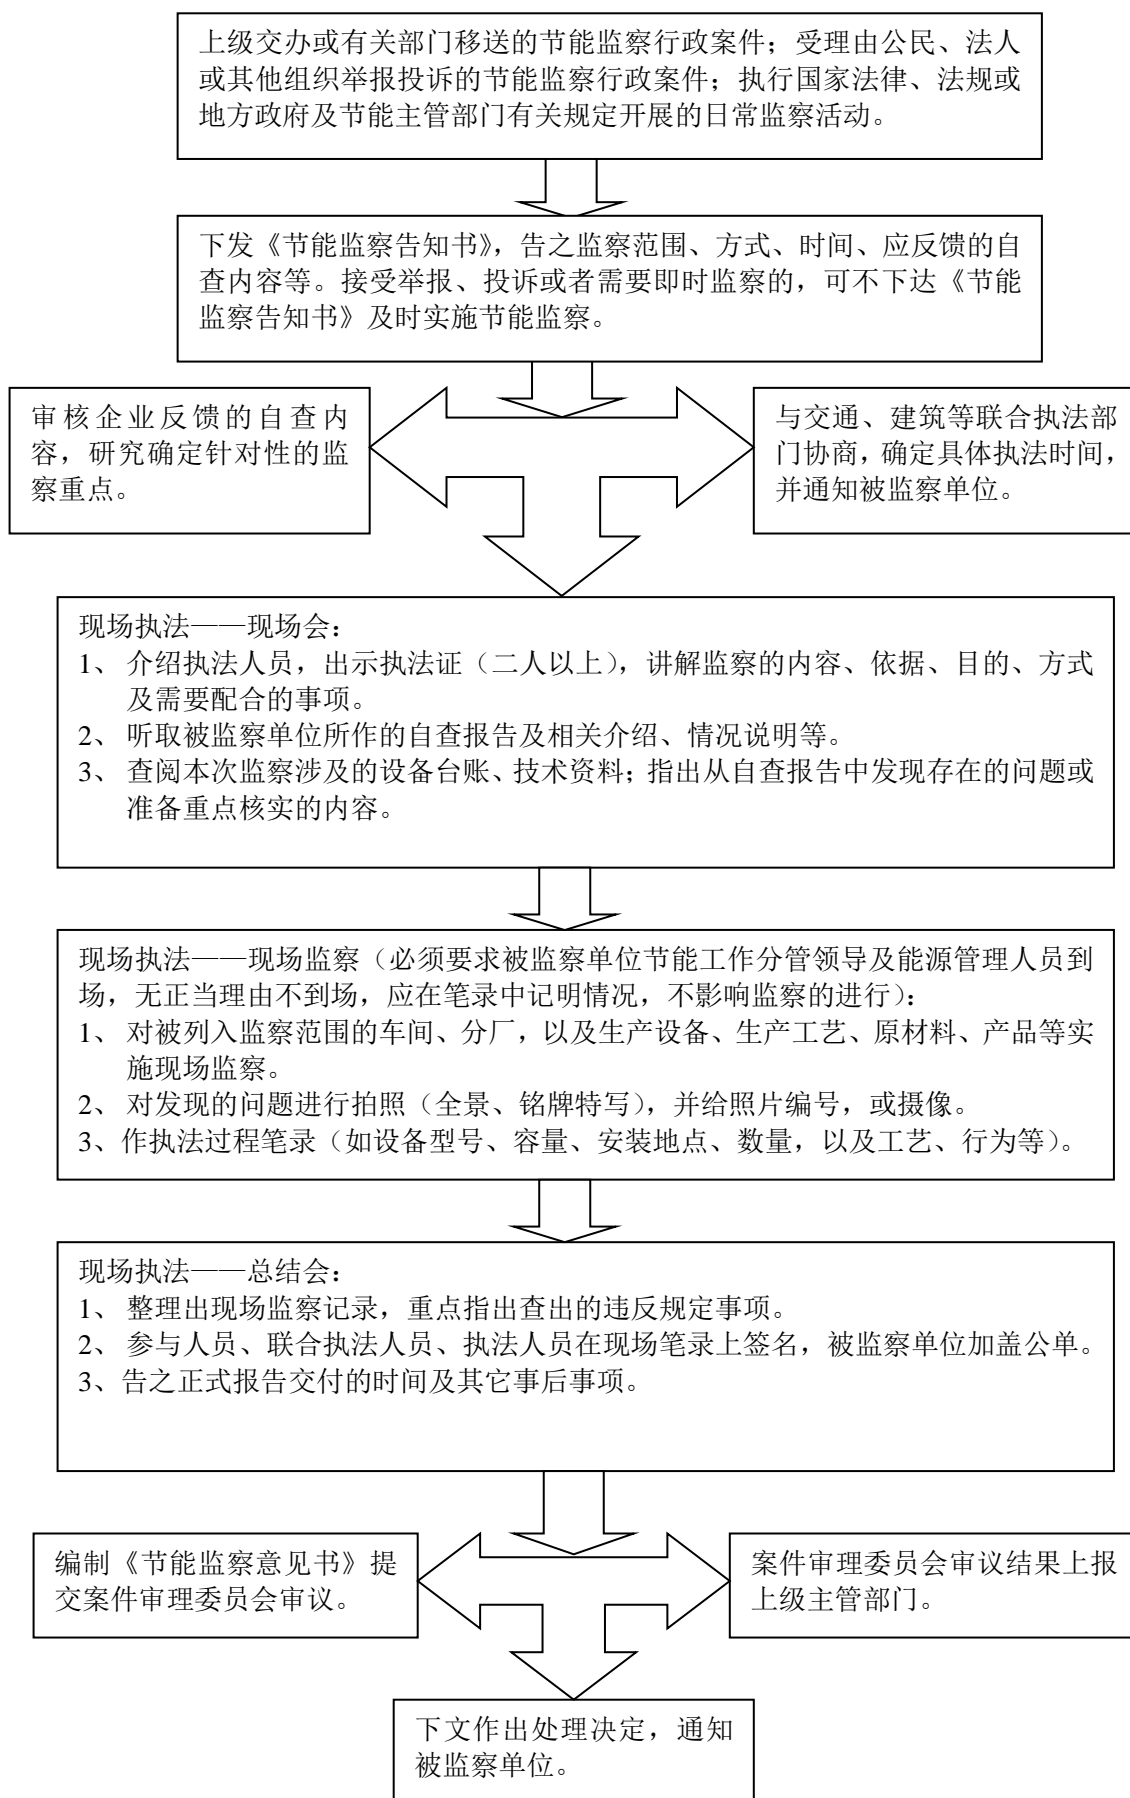 上级交办或有关部门移送的节能监察行政案件；受理由公民、法人
或其他组织举报投诉的节能监察行政案件；执行国家法律、法规或
地方政府及节能主管部门有关规定开展的日常监察活动。
下发《节能监察告知书》，告之监察范围、方式、时间、应反馈的自
查内容等。接受举报、投诉或者需要即时监察的，可不下达《节能
监察告知书》及时实施节能监察。
审核企业反馈的自查内
容，研究确定针对性的监
察重点。
与交通、建筑等联合执法部
门协商，确定具体执法时间，
并通知被监察单位。
现场执法——现场会：
1、 介绍执法人员，出示执法证（二人以上），讲解监察的内容、依据、目的、方式
及需要配合的事项。
2、 听取被监察单位所作的自查报告及相关介绍、情况说明等。
3、 查阅本次监察涉及的设备台账、技术资料；指出从自查报告中发现存在的问题或
准备重点核实的内容。
现场执法——现场监察（必须要求被监察单位节能工作分管领导及能源管理人员到
场，无正当理由不到场，应在笔录中记明情况，不影响监察的进行）：
1、 对被列入监察范围的车间、分厂，以及生产设备、生产工艺、原材料、产品等实
施现场监察。
2、 对发现的问题进行拍照（全景、铭牌特写），并给照片编号，或摄像。
3、作执法过程笔录（如设备型号、容量、安装地点、数量，以及工艺、行为等）。
现场执法——总结会：
1、 整理出现场监察记录，重点指出查出的违反规定事项。
2、 参与人员、联合执法人员、执法人员在现场笔录上签名，被监察单位加盖公单。
3、告之正式报告交付的时间及其它事后事项。
编制《节能监察意见书》提
交案件审理委员会审议。
案件审理委员会审议结果上报
上级主管部门。
下文作出处理决定，通知
被监察单位。